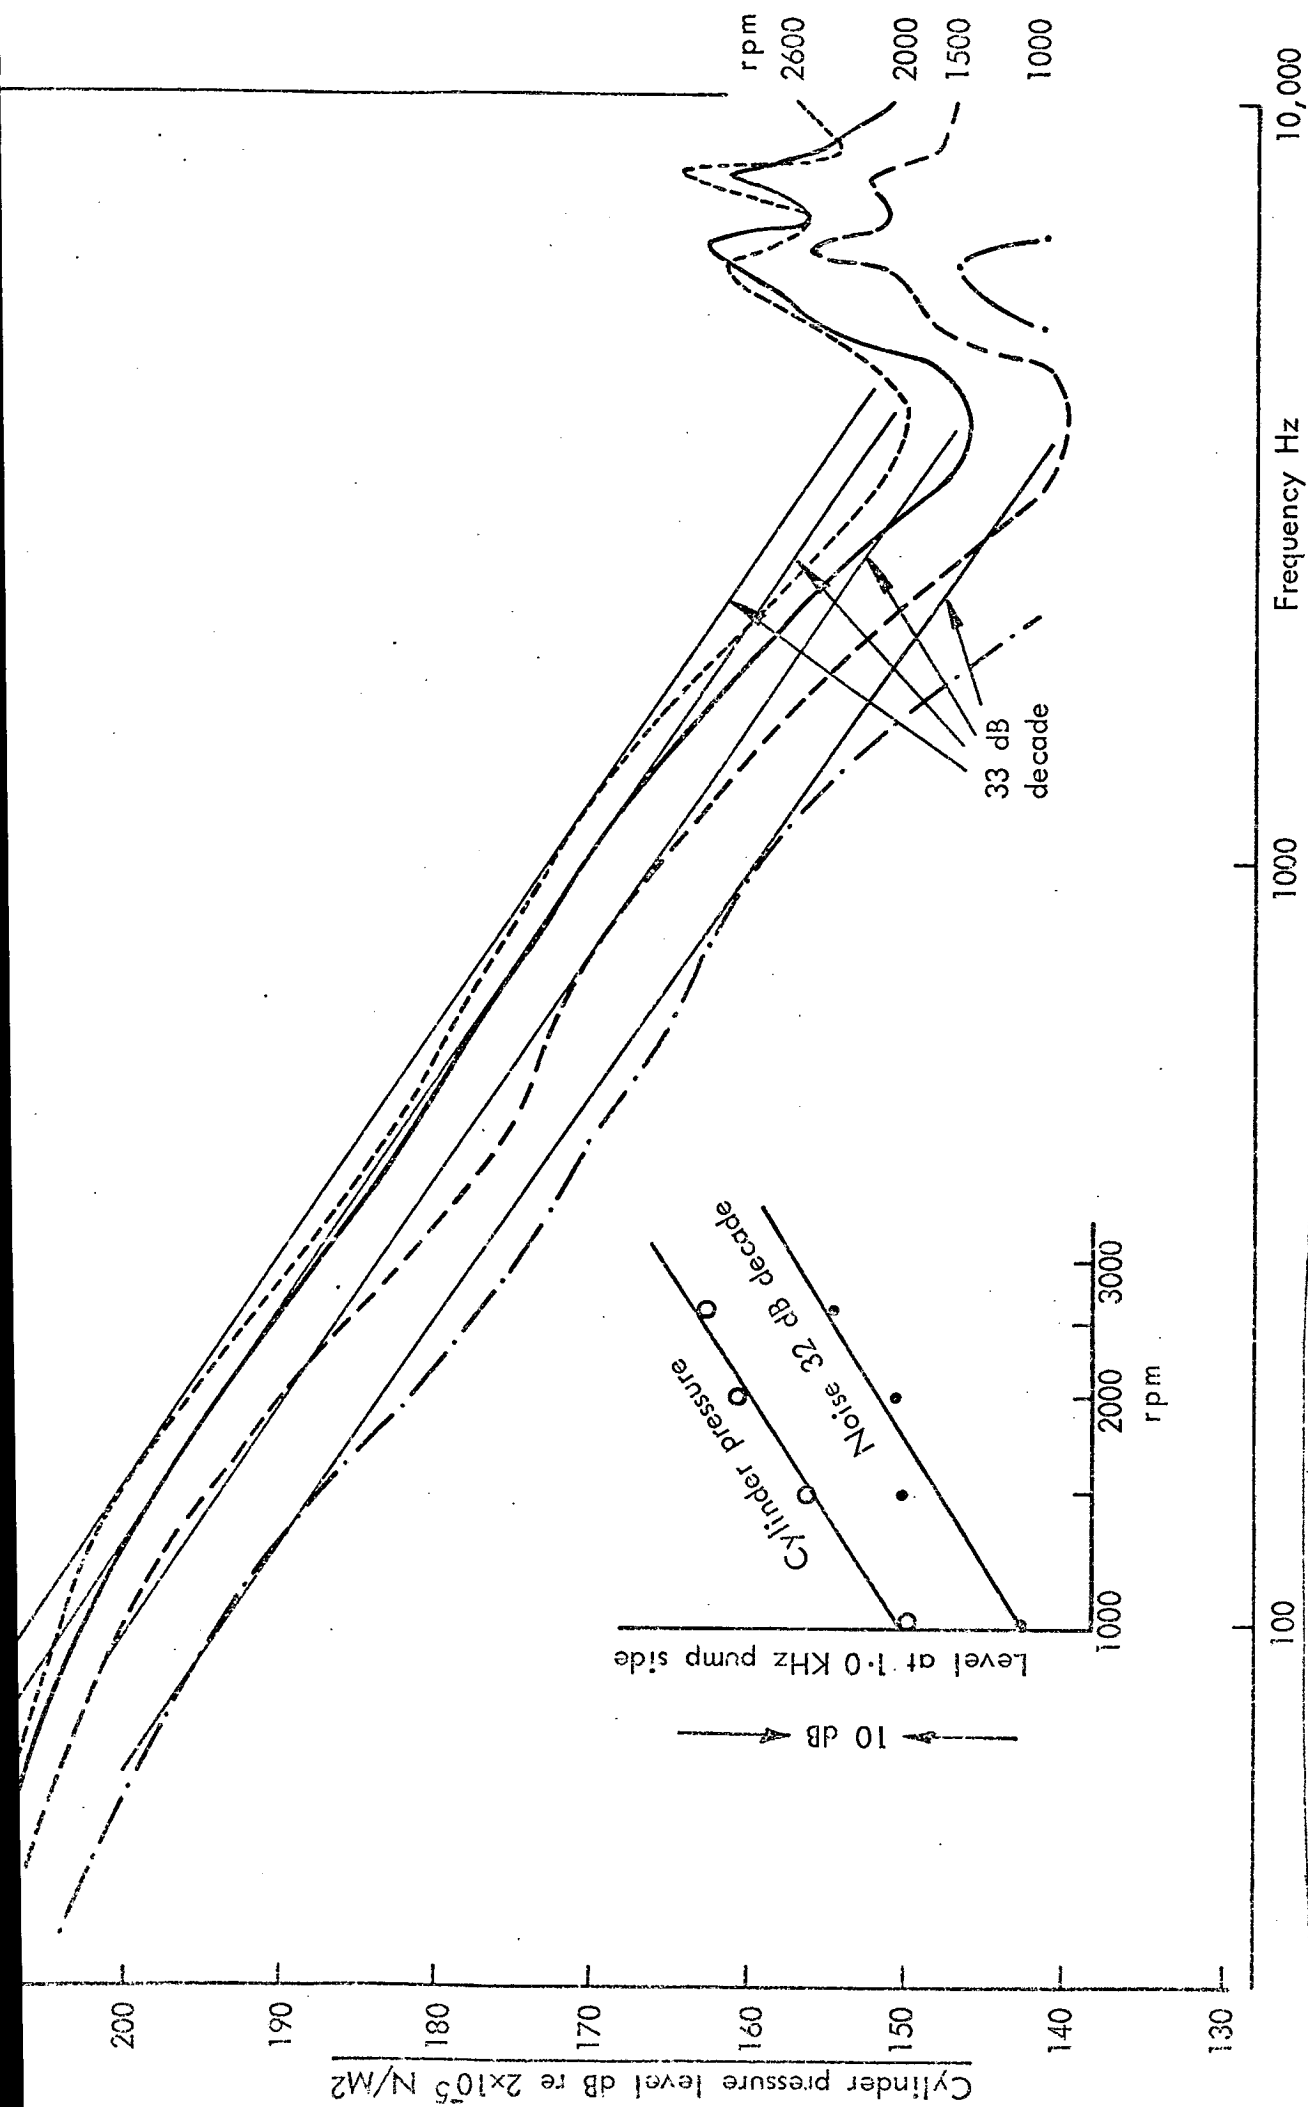 Cylinder pressure level dB re 2x10⁻⁵ N/M2
200
190
180
170
160
150
140
130
rpm
2600
2000
1500
1000
33 dB
decade
Level at 1·0 KHz pump side
10 dB
Cylinder pressure
Noise 32 dB decade
1000
2000
3000
rpm
100
1000
10,000
Frequency Hz